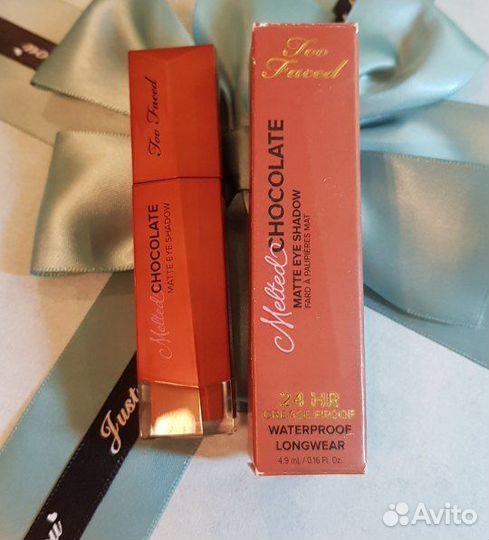 Too Faced
Melted
CHOCOLATE
MATTE EYE SHADOW
Too
Faced
Melted
CHOCOLATE
MATTE EYE SHADOW
FARD À PAUPIÈRES MAT
24 HR
CREASE PROOF
WATERPROOF
LONGWEAR
4.9 mL / 0.16 Fl. Oz.
Just
you
Avito